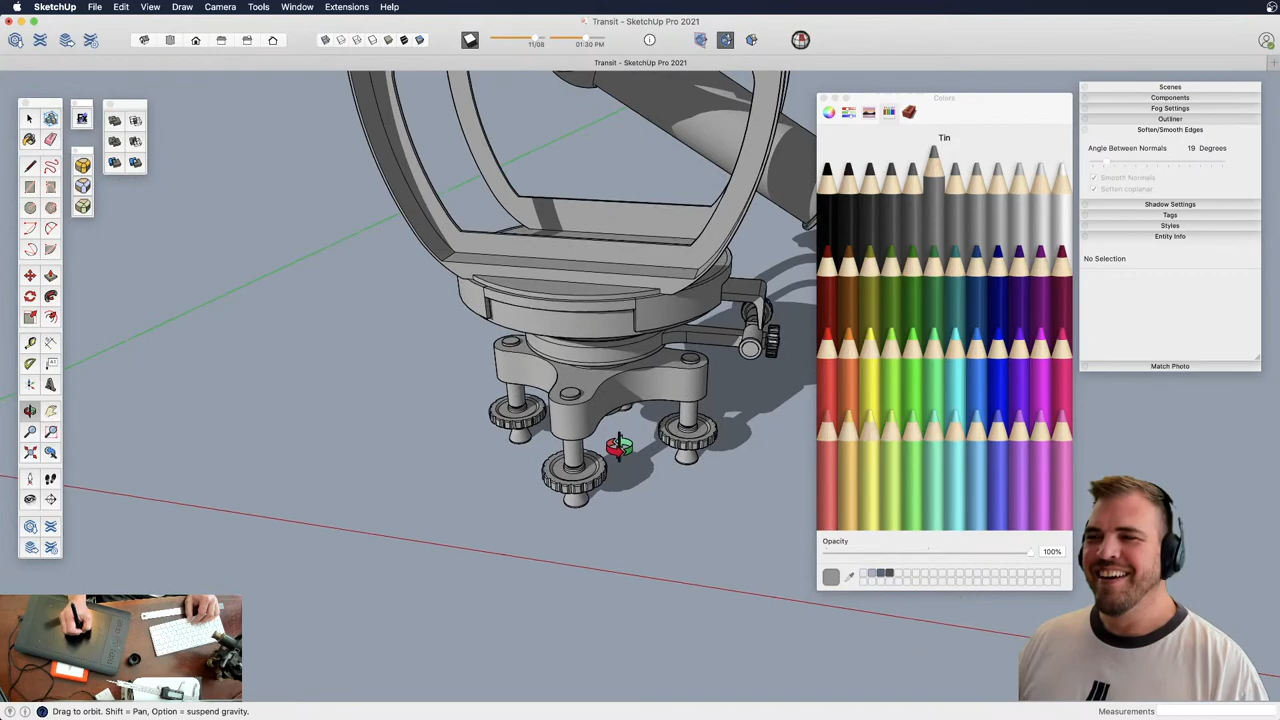 SketchUp File Edit View Draw Camera Tools Window Extensions Help
Transit - SketchUp Pro 2021
11/08 01:30 PM
Transit - SketchUp Pro 2021
Colors
Tin
Opacity
100%
Scenes
Components
Fog Settings
Outliner
Soften/Smooth Edges
Angle Between Normals 19 Degrees
Smooth Normals
Soften coplanar
Shadow Settings
Tags
Styles
Entity Info
No Selection
Match Photo
Drag to orbit. Shift = Pan, Option = suspend gravity.
Measurements